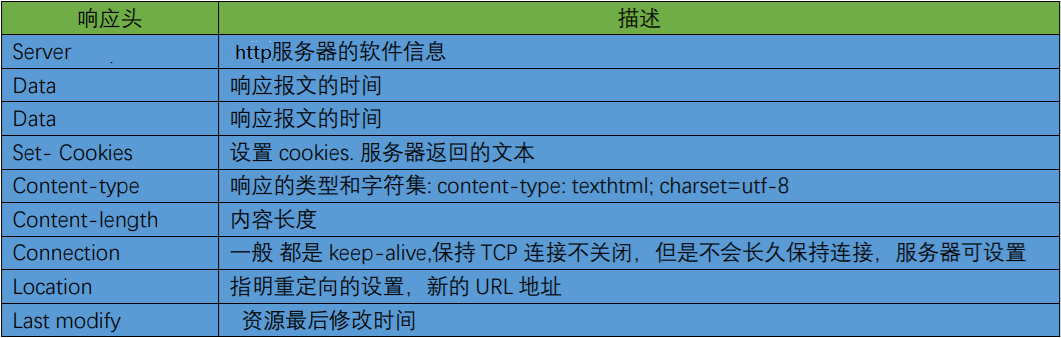 响应头 描述
Server http服务器的软件信息
Data 响应报文的时间
Data 响应报文的时间
Set- Cookies 设置 cookies. 服务器返回的文本
Content-type 响应的类型和字符集: content-type: texthtml; charset=utf-8
Content-length 内容长度
Connection 一般 都是 keep-alive,保持 TCP 连接不关闭，但是不会长久保持连接，服务器可设置
Location 指明重定向的设置，新的 URL 地址
Last modify 资源最后修改时间